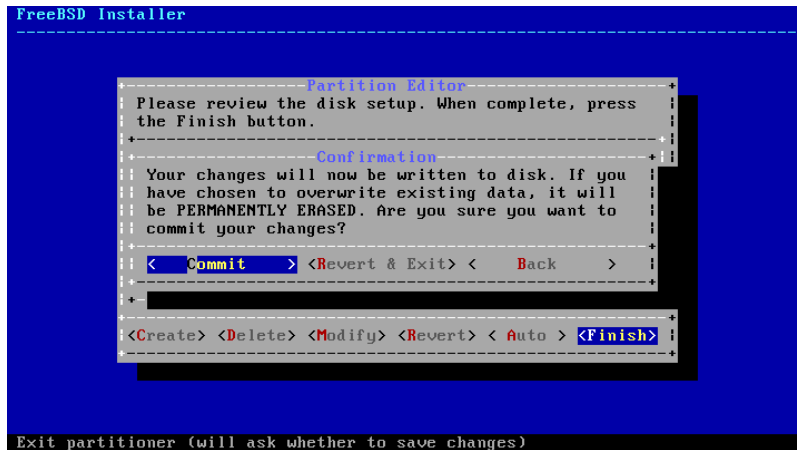 FreeBSD Installer
Partition Editor
Please review the disk setup. When complete, press
the Finish button.
Confirmation
Your changes will now be written to disk. If you
have chosen to overwrite existing data, it will
be PERMANENTLY ERASED. Are you sure you want to
commit your changes?
< Commit > <Revert & Exit> < Back >
<Create> <Delete> <Modify> <Revert> < Auto > <Finish>
Exit partitioner (will ask whether to save changes)